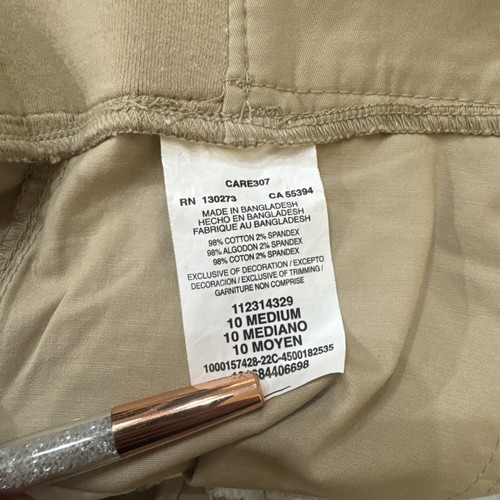 CARE307
RN 130273 CA 55394
MADE IN BANGLADESH
HECHO EN BANGLADESH
FABRIQUE AU BANGLADESH
98% COTTON 2% SPANDEX
98% ALGODON 2% SPANDEX
98% COTON 2% SPANDEX
EXCLUSIVE OF DECORATION / EXCEPTO
DECORACION / EXCLUSIVE OF TRIMMING /
GARNITURE NON COMPRISE
112314329
10 MEDIUM
10 MEDIANO
10 MOYEN
1000157428-22C-4500182535